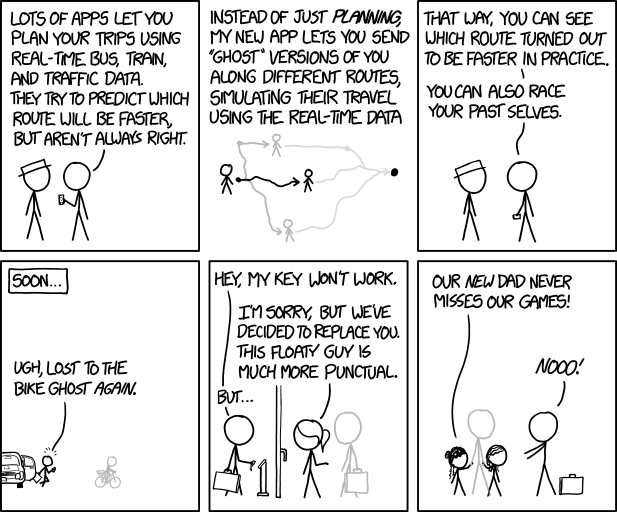 LOTS OF APPS LET YOU
PLAN YOUR TRIPS USING
REAL-TIME BUS, TRAIN,
AND TRAFFIC DATA.
THEY TRY TO PREDICT WHICH
ROUTE WILL BE FASTER,
BUT AREN'T ALWAYS RIGHT.
INSTEAD OF JUST PLANNING,
MY NEW APP LETS YOU SEND
"GHOST" VERSIONS OF YOU
ALONG DIFFERENT ROUTES,
SIMULATING THEIR TRAVEL
USING THE REAL-TIME DATA
THAT WAY, YOU CAN SEE
WHICH ROUTE TURNED OUT
TO BE FASTER IN PRACTICE.
YOU CAN ALSO RACE
YOUR PAST SELVES.
SOON...
UGH, LOST TO THE
BIKE GHOST AGAIN.
HEY, MY KEY WON'T WORK.
I'M SORRY, BUT WE'VE
DECIDED TO REPLACE YOU.
THIS FLOATY GUY IS
MUCH MORE PUNCTUAL.
BUT...
OUR NEW DAD NEVER
MISSES OUR GAMES!
NOOO!